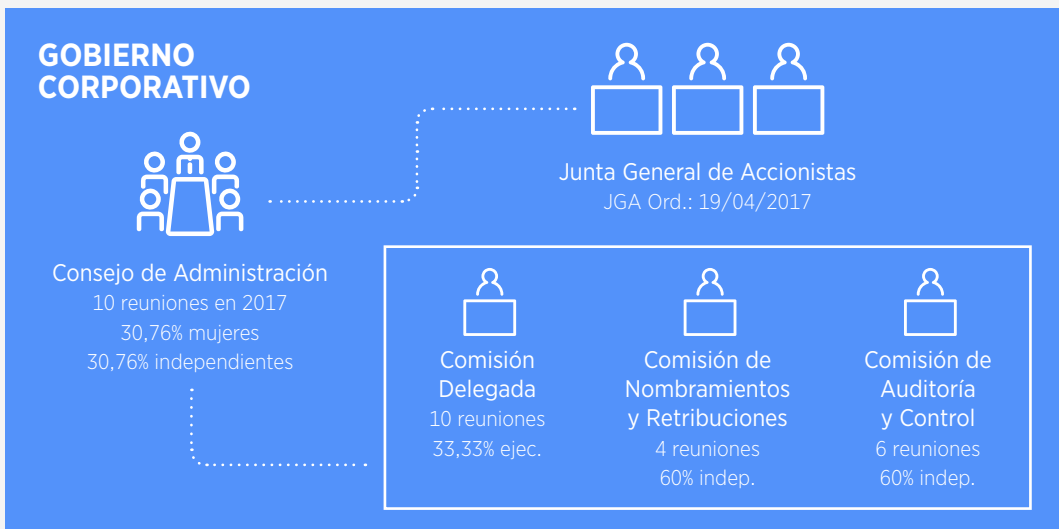 GOBIERNO
CORPORATIVO
Junta General de Accionistas
JGA Ord.: 19/04/2017
Consejo de Administración
10 reuniones en 2017
30,76% mujeres
30,76% independientes
Comisión
Delegada
10 reuniones
33,33% ejec.
Comisión de
Nombramientos
y Retribuciones
4 reuniones
60% indep.
Comisión de
Auditoría
y Control
6 reuniones
60% indep.